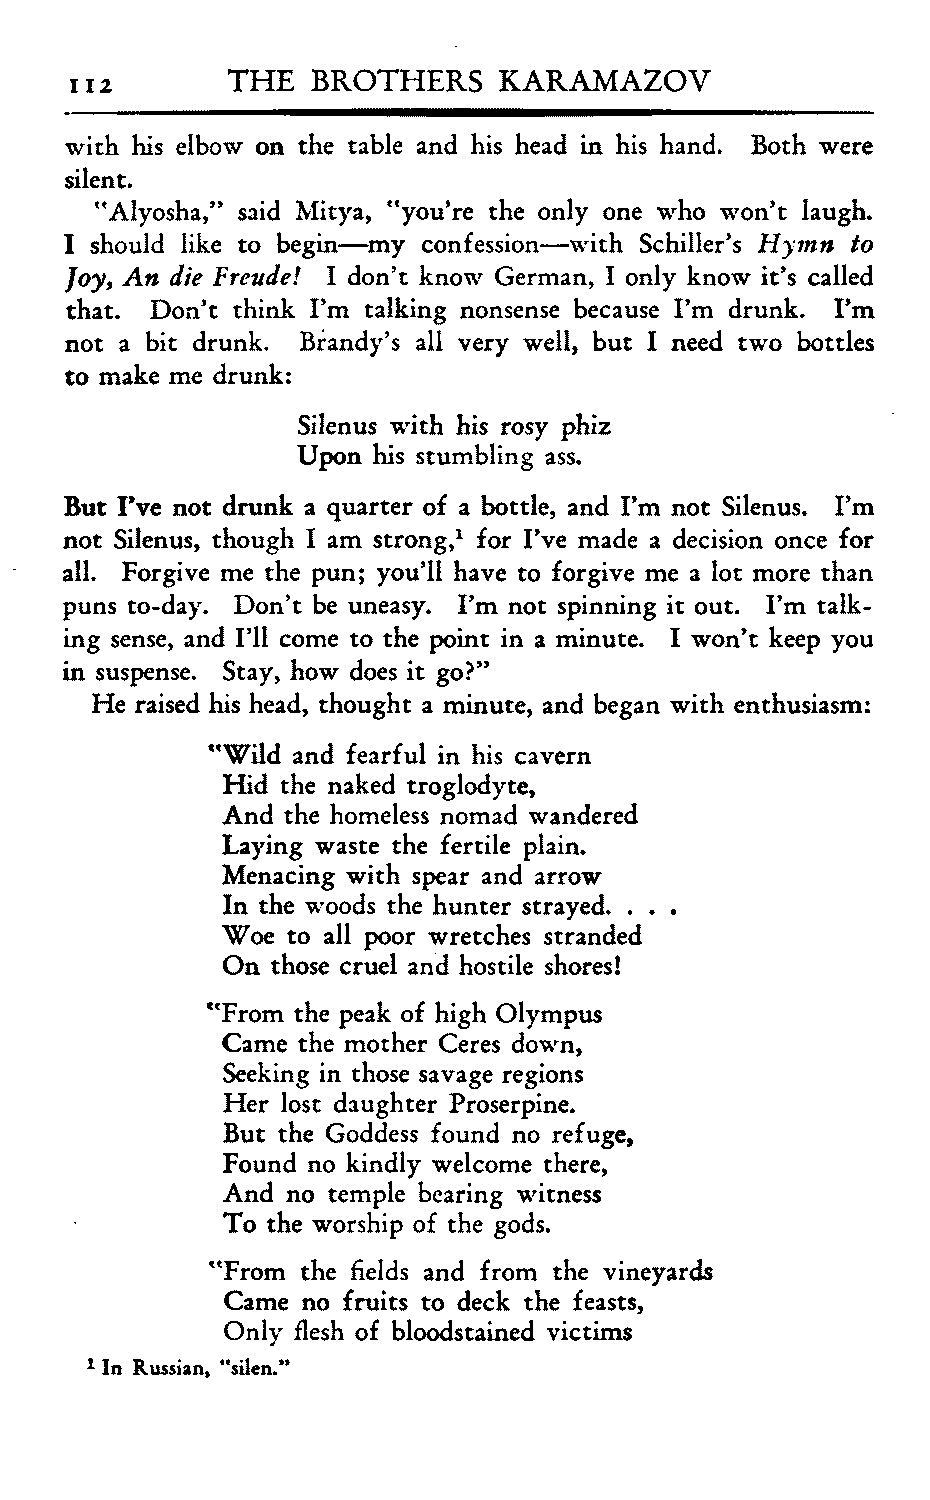 112 THE BROTHERS KARAMAZOV
with his elbow on the table and his head in his hand. Both were
silent.
"Alyosha," said Mitya, "you're the only one who won't laugh.
I should like to begin—my confession—with Schiller's Hymn to
Joy, An die Freude! I don't know German, I only know it's called
that. Don't think I'm talking nonsense because I'm drunk. I'm
not a bit drunk. Brandy's all very well, but I need two bottles
to make me drunk:
Silenus with his rosy phiz
Upon his stumbling ass.
But I've not drunk a quarter of a bottle, and I'm not Silenus. I'm
not Silenus, though I am strong,¹ for I've made a decision once for
all. Forgive me the pun; you'll have to forgive me a lot more than
puns to-day. Don't be uneasy. I'm not spinning it out. I'm talk-
ing sense, and I'll come to the point in a minute. I won't keep you
in suspense. Stay, how does it go?"
He raised his head, thought a minute, and began with enthusiasm:
"Wild and fearful in his cavern
Hid the naked troglodyte,
And the homeless nomad wandered
Laying waste the fertile plain.
Menacing with spear and arrow
In the woods the hunter strayed. . . .
Woe to all poor wretches stranded
On those cruel and hostile shores!
"From the peak of high Olympus
Came the mother Ceres down,
Seeking in those savage regions
Her lost daughter Proserpine.
But the Goddess found no refuge,
Found no kindly welcome there,
And no temple bearing witness
To the worship of the gods.
"From the fields and from the vineyards
Came no fruits to deck the feasts,
Only flesh of bloodstained victims
¹ In Russian, "silen."